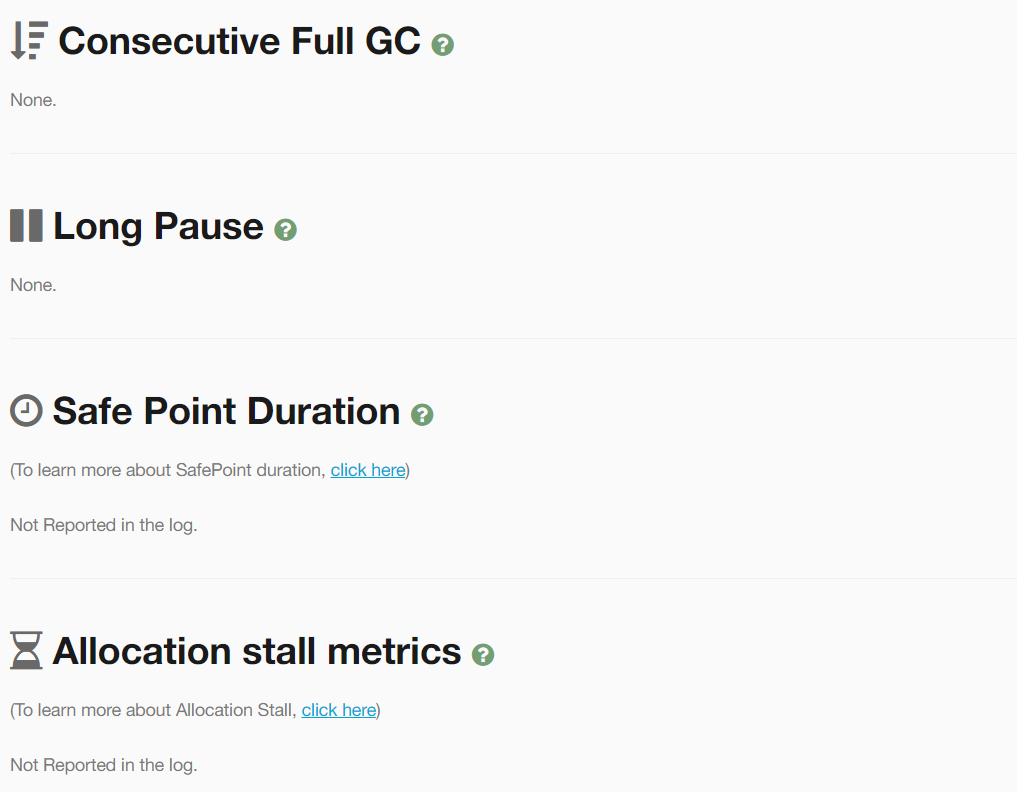 Consecutive Full GC
None.
Long Pause
None.
Safe Point Duration
(To learn more about SafePoint duration, click here)
Not Reported in the log.
Allocation stall metrics
(To learn more about Allocation Stall, click here)
Not Reported in the log.